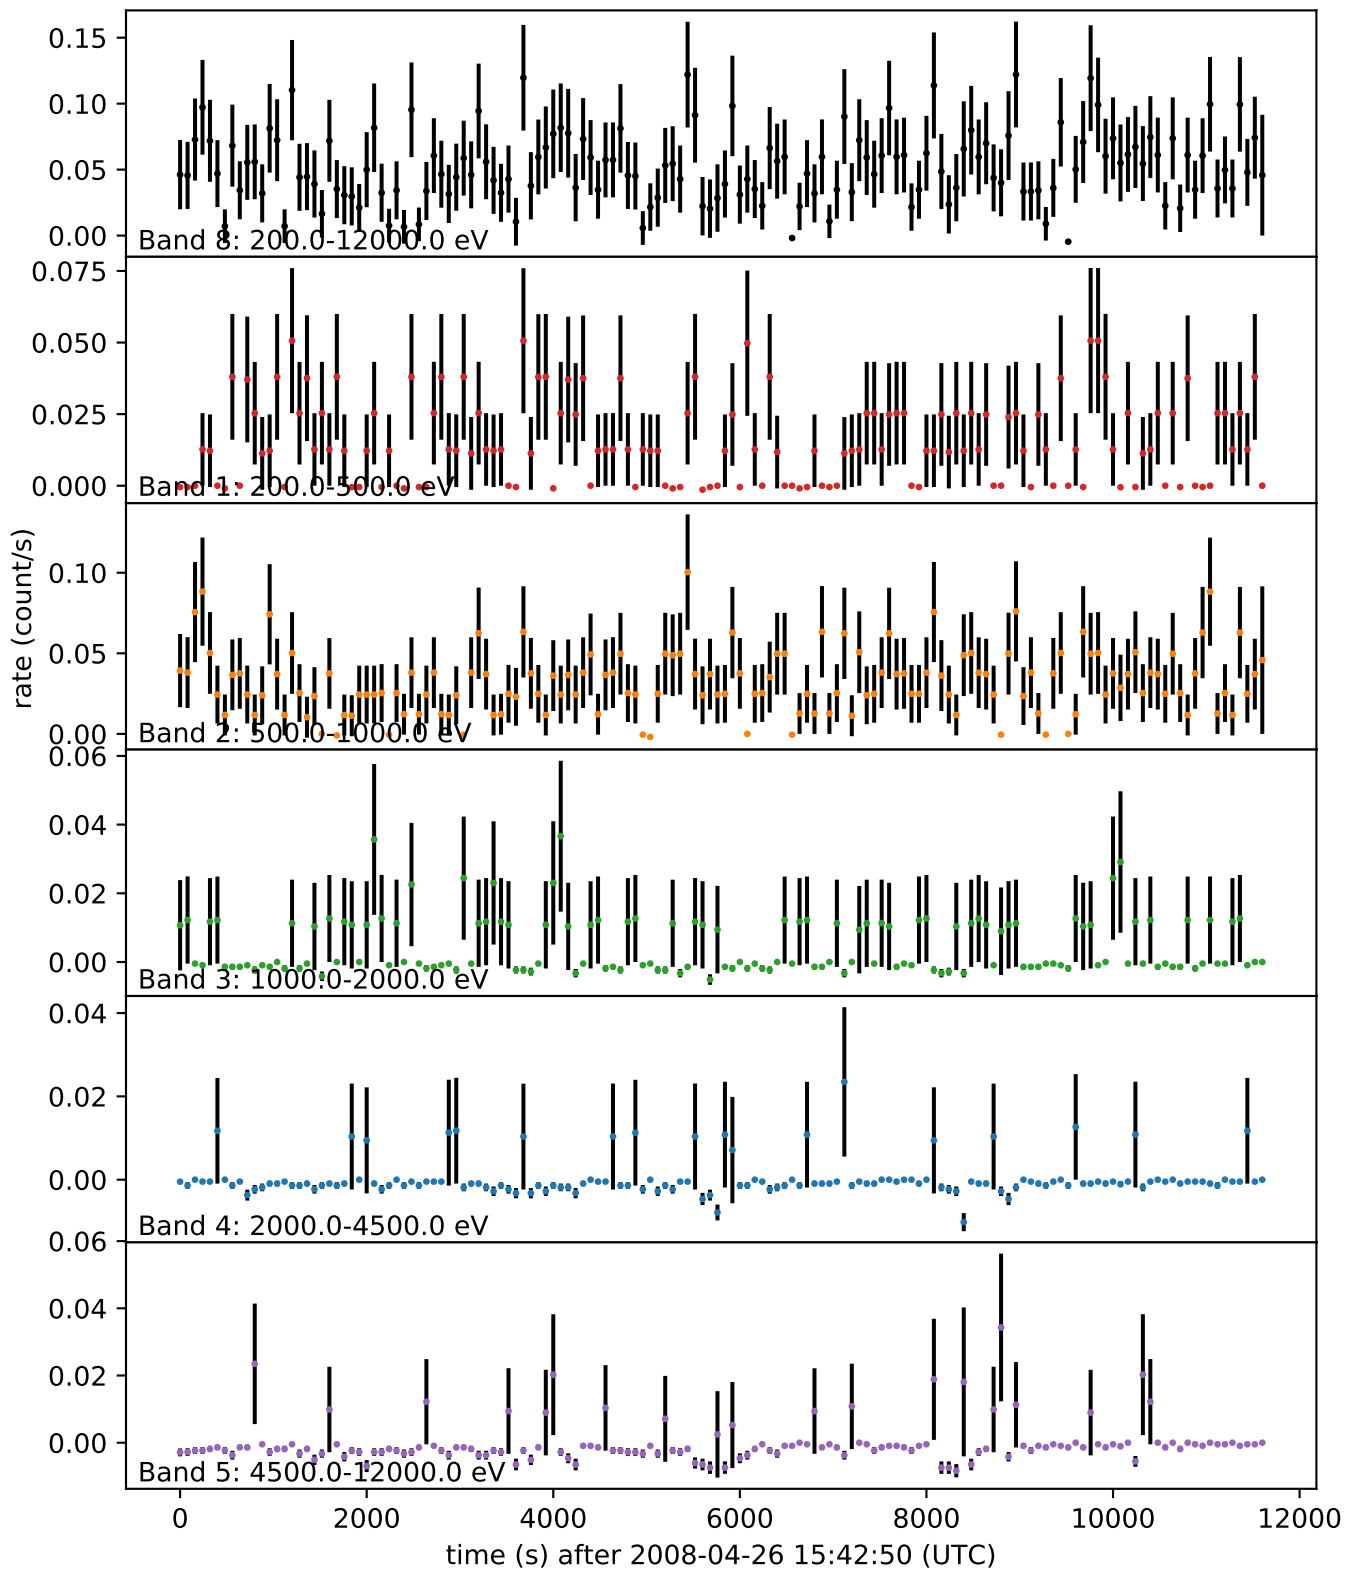 0.15
0.10
0.05
0.00
Band 8: 200.0-12000.0 eV
0.075
0.050
0.025
0.000
Band 1: 200.0-500.0 eV
rate (count/s)
0.10
0.05
0.00
Band 2: 500.0-1000.0 eV
0.06
0.04
0.02
0.00
Band 3: 1000.0-2000.0 eV
0.04
0.02
0.00
Band 4: 2000.0-4500.0 eV
0.06
0.04
0.02
0.00
Band 5: 4500.0-12000.0 eV
0 2000 4000 6000 8000 10000 12000
time (s) after 2008-04-26 15:42:50 (UTC)